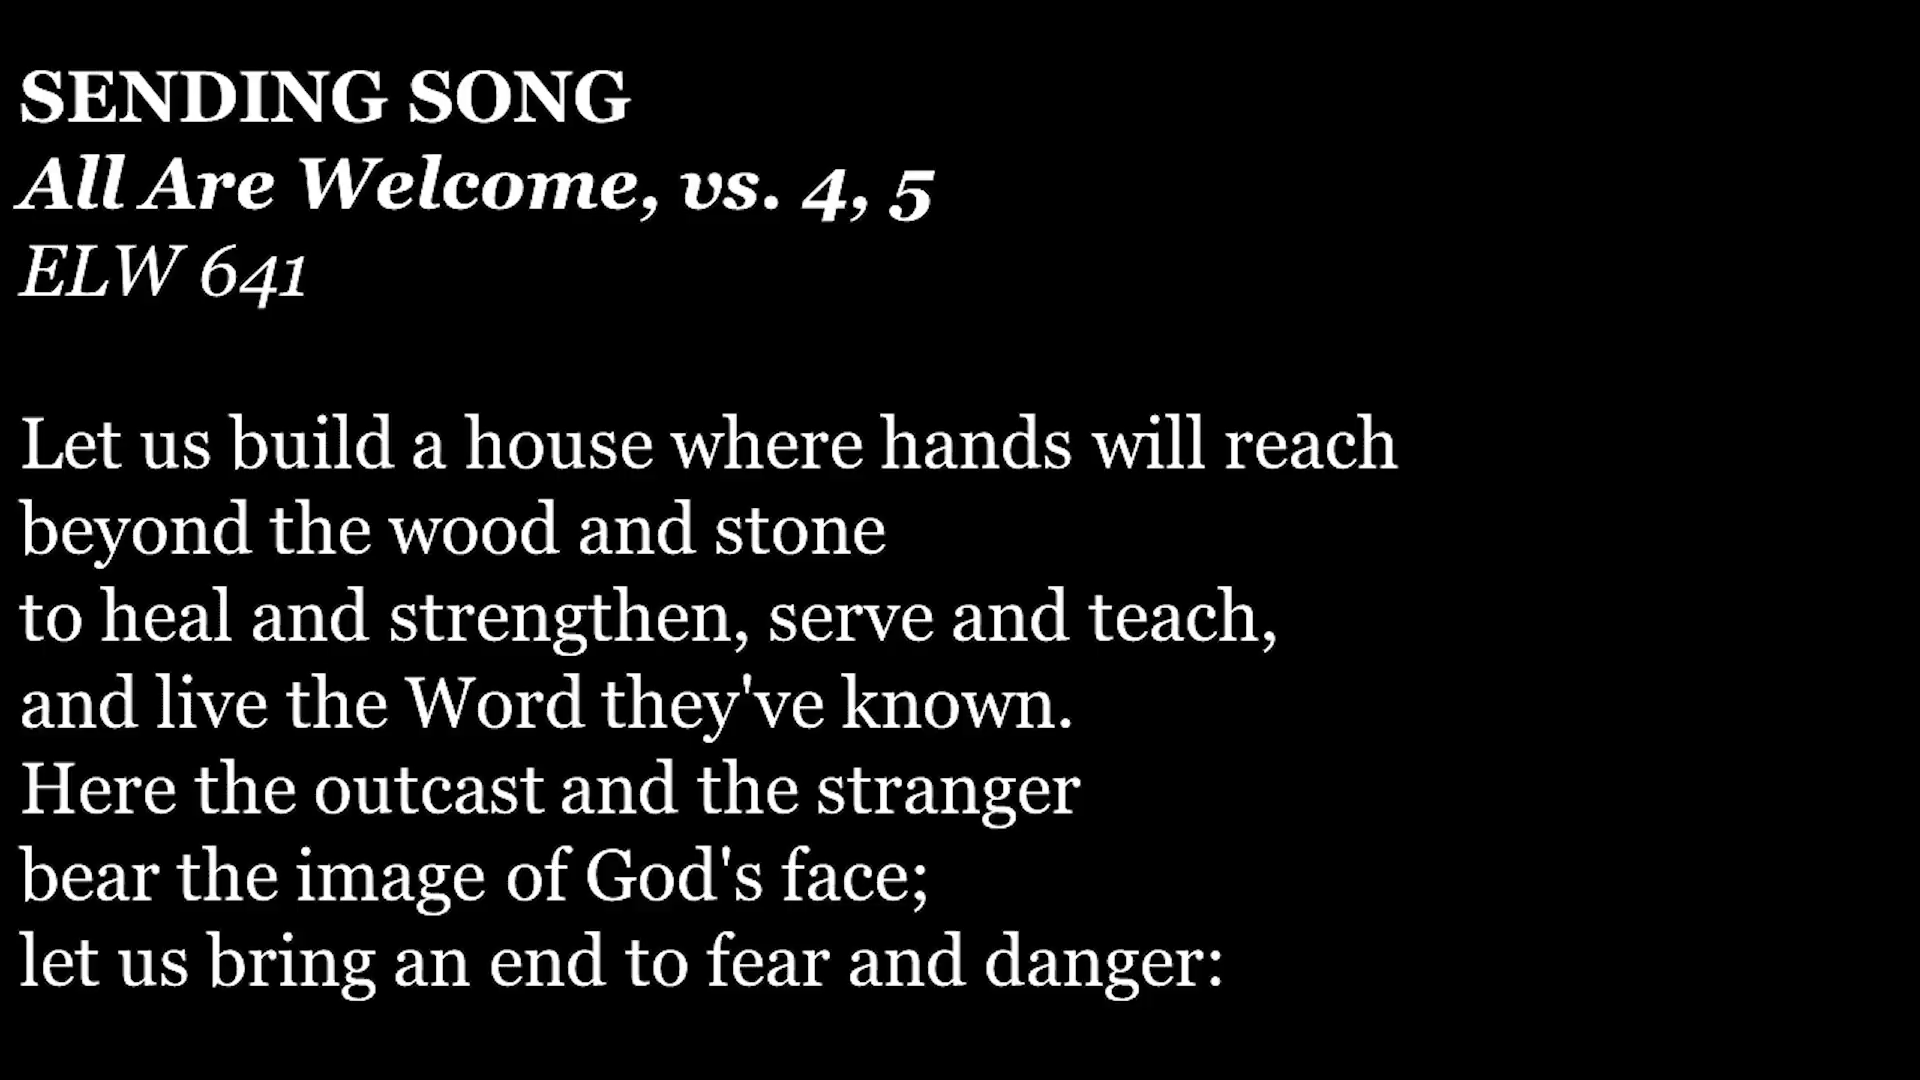 SENDING SONG
All Are Welcome, vs. 4, 5
ELW 641
Let us build a house where hands will reach
beyond the wood and stone
to heal and strengthen, serve and teach,
and live the Word they've known.
Here the outcast and the stranger
bear the image of God's face;
let us bring an end to fear and danger: